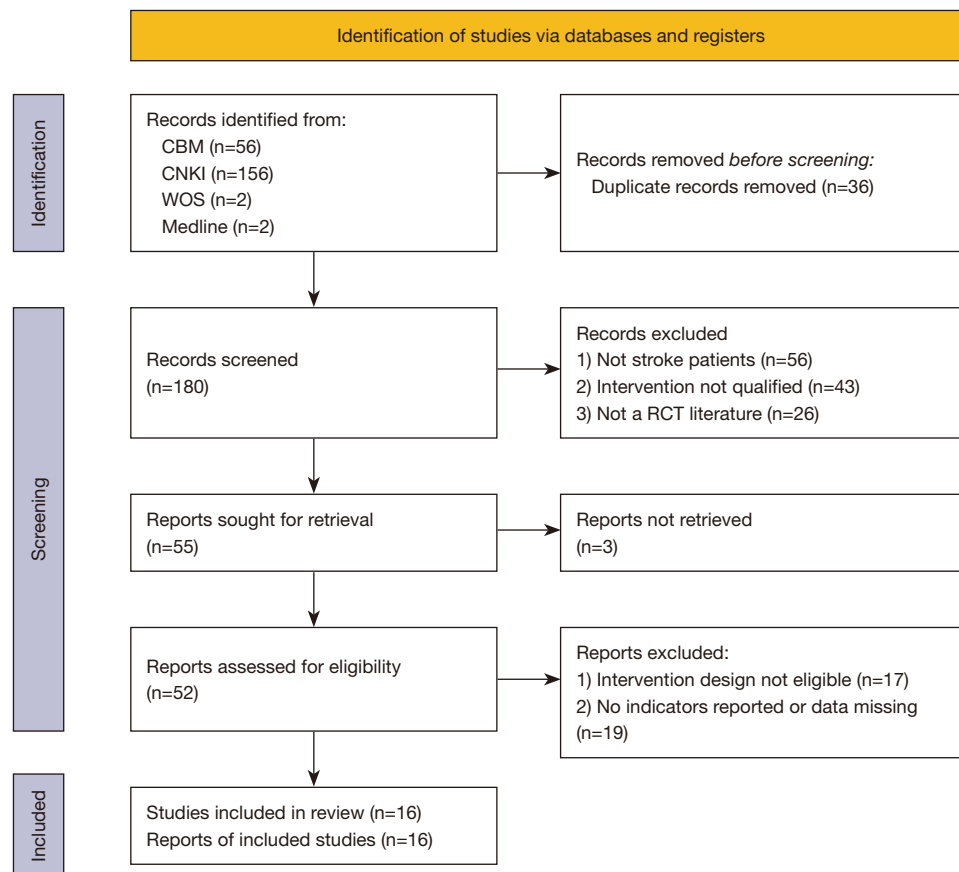 Identification of studies via databases and registers
Identification
Records identified from:
CBM (n=56)
CNKI (n=156)
WOS (n=2)
Medline (n=2)
Records removed before screening:
Duplicate records removed (n=36)
Screening
Records screened
(n=180)
Records excluded
1) Not stroke patients (n=56)
2) Intervention not qualified (n=43)
3) Not a RCT literature (n=26)
Reports sought for retrieval
(n=55)
Reports not retrieved
(n=3)
Reports assessed for eligibility
(n=52)
Reports excluded:
1) Intervention design not eligible (n=17)
2) No indicators reported or data missing
(n=19)
Included
Studies included in review (n=16)
Reports of included studies (n=16)